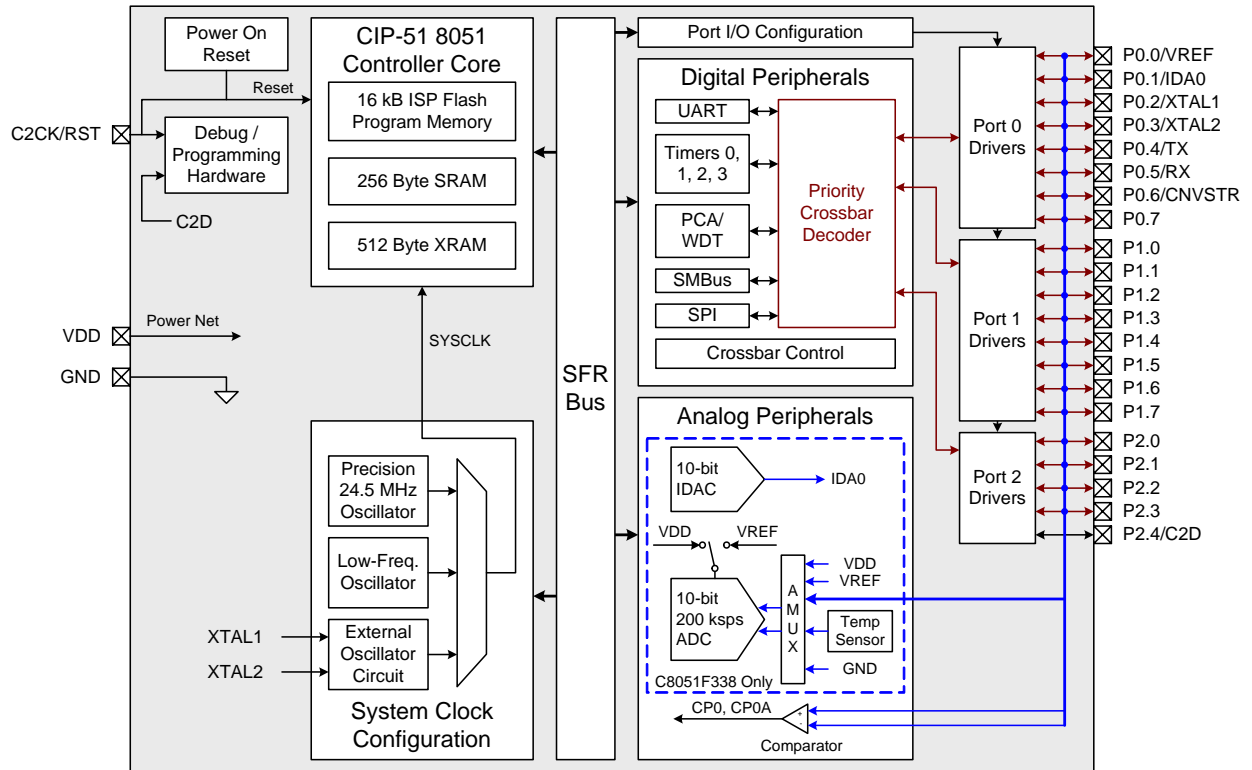 Power On
Reset
Reset
C2CK/RST
Debug /
Programming
Hardware
C2D
VDD
Power Net
GND
CIP-51 8051
Controller Core
16 kB ISP Flash
Program Memory
256 Byte SRAM
512 Byte XRAM
SYSCLK
Precision
24.5 MHz
Oscillator
Low-Freq.
Oscillator
XTAL1
XTAL2
External
Oscillator
Circuit
System Clock
Configuration
SFR
Bus
Port I/O Configuration
Digital Peripherals
UART
Timers 0,
1, 2, 3
PCA/
WDT
SMBus
SPI
Priority
Crossbar
Decoder
Crossbar Control
Analog Peripherals
10-bit
IDAC
IDA0
VDD
VREF
10-bit
200 ksps
ADC
A
M
U
X
VDD
VREF
Temp
Sensor
GND
C8051F338 Only
CP0, CP0A
+
-
Comparator
Port 0
Drivers
Port 1
Drivers
Port 2
Drivers
P0.0/VREF
P0.1/IDA0
P0.2/XTAL1
P0.3/XTAL2
P0.4/TX
P0.5/RX
P0.6/CNVSTR
P0.7
P1.0
P1.1
P1.2
P1.3
P1.4
P1.5
P1.6
P1.7
P2.0
P2.1
P2.2
P2.3
P2.4/C2D